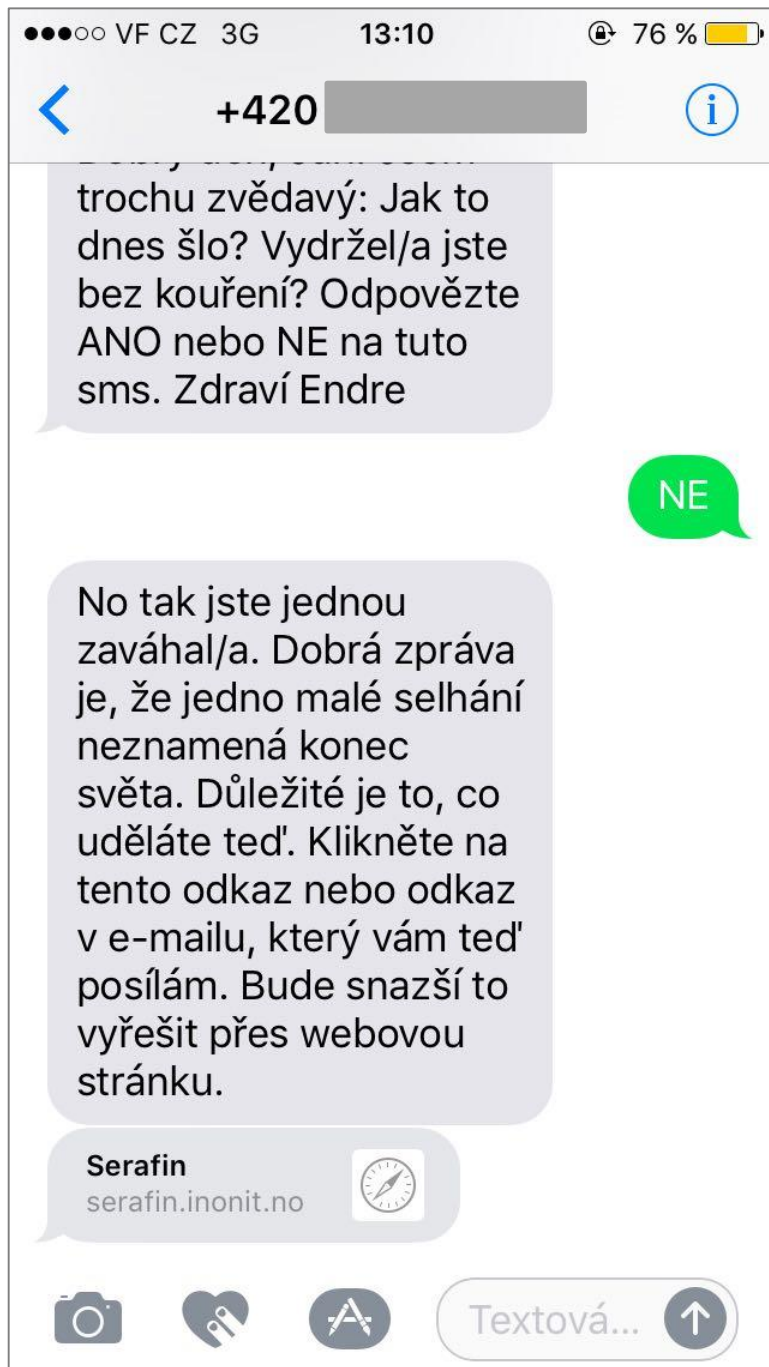 VF CZ 3G 13:10 76 %
+420
trochu zvědavý: Jak to
dnes šlo? Vydržel/a jste
bez kouření? Odpovězte
ANO nebo NE na tuto
sms. Zdraví Endre
NE
No tak jste jednou
zaváhal/a. Dobrá zpráva
je, že jedno malé selhání
neznamená konec
světa. Důležité je to, co
uděláte teď. Klikněte na
tento odkaz nebo odkaz
v e-mailu, který vám teď
posílám. Bude snazší to
vyřešit přes webovou
stránku.
Serafin
serafin.inonit.no
Textová...